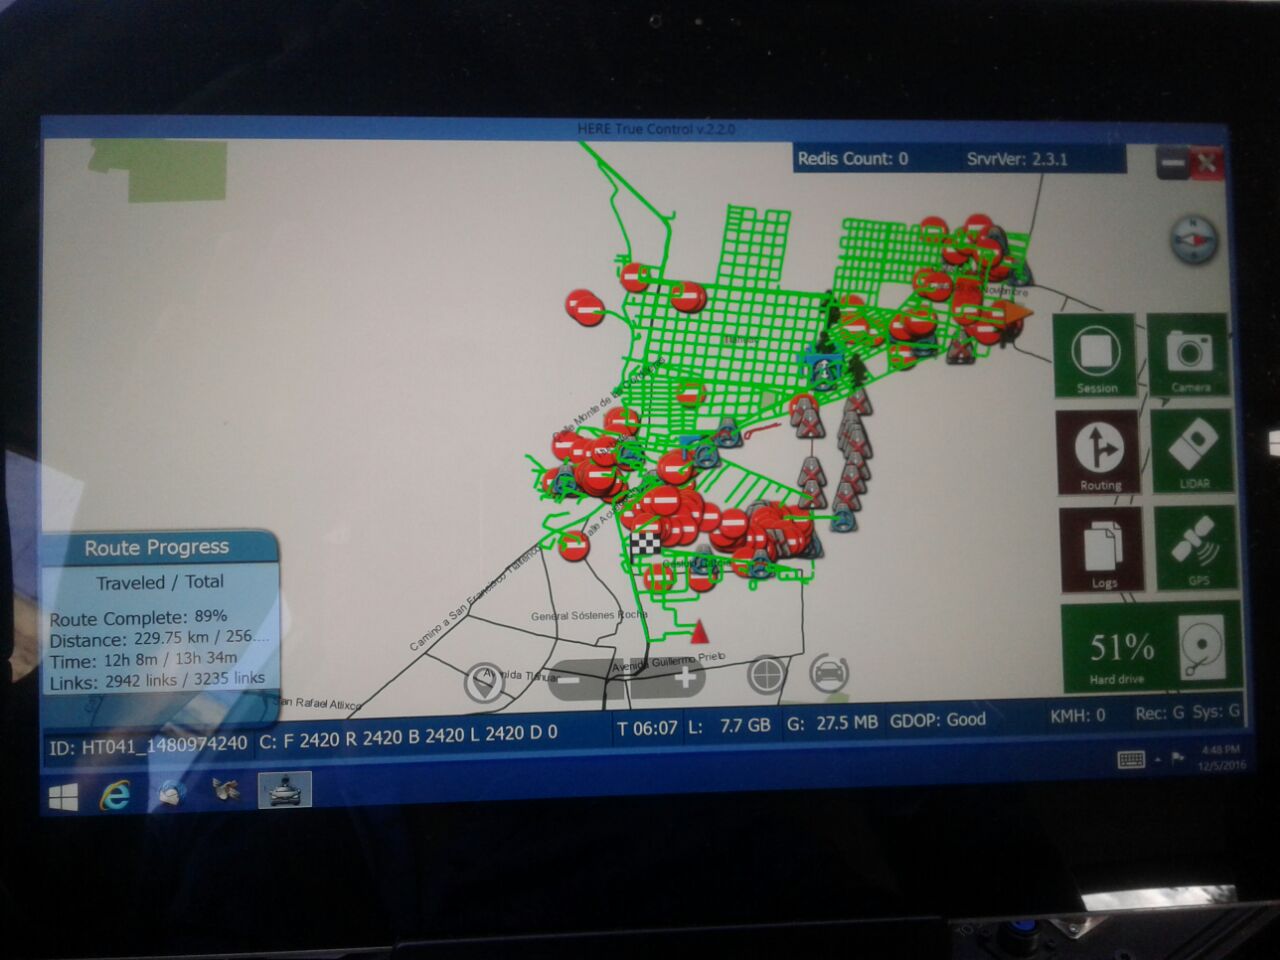 HERE True Control v.2.2.0
Redis Count: 0 SrvrVer: 2.3.1
N
Session
Camera
Routing
LIDAR
Logs
GPS
51%
Hard drive
Route Progress
Traveled / Total
Route Complete: 89%
Distance: 229.75 km / 256....
Time: 12h 8m / 13h 34m
Links: 2942 links / 3235 links
Camino a San Francisco Tlaltenco
General Sóstenes Rocha
Avenida Guillermo Prieto
Avenida Tláhuac
San Rafael Atlixco
ID: HT041_1480974240 C: F 2420 R 2420 B 2420 L 2420 D 0 T 06:07 L: 7.7 GB G: 27.5 MB GDOP: Good KMH: 0 Rec: G Sys: G
4:48 PM
12/5/2016